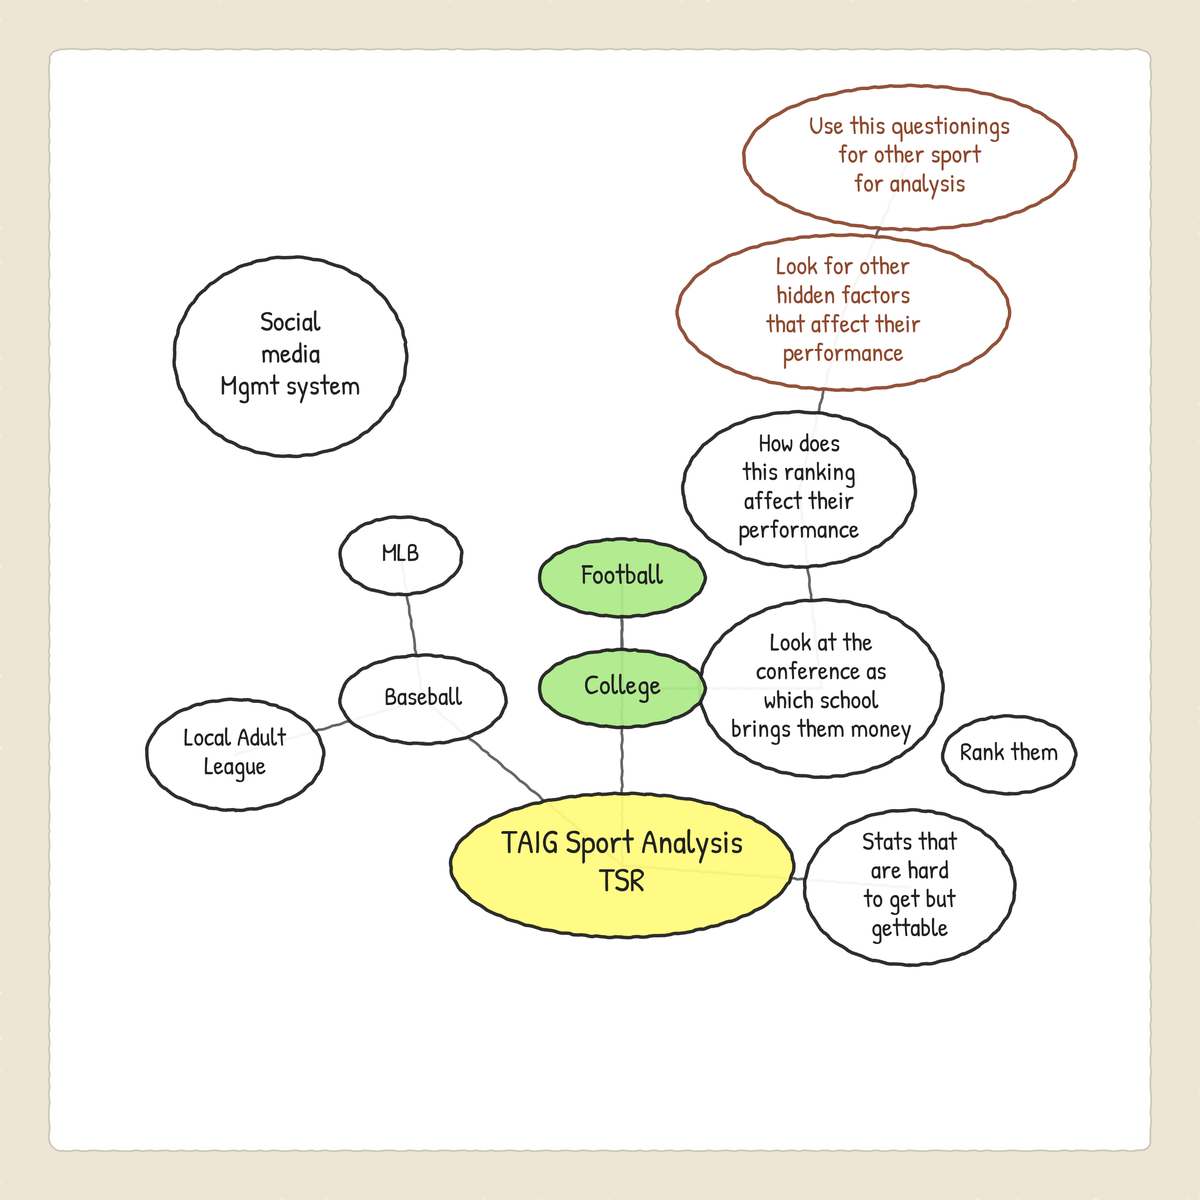 Use this questionings
for other sport
for analysis
Look for other
hidden factors
that affect their
performance
Social
media
Mgmt system
How does
this ranking
affect their
performance
MLB
Football
Look at the
conference as
which school
brings them money
College
Baseball
Local Adult
League
Rank them
TAIG Sport Analysis
TSR
Stats that
are hard
to get but
gettable